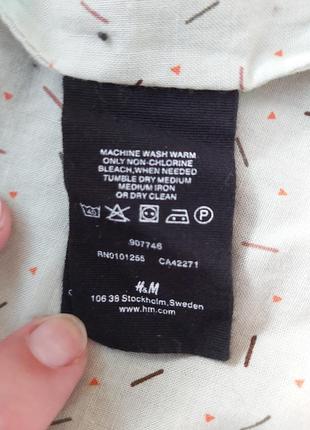 MACHINE WASH WARM
ONLY NON-CHLORINE
BLEACH, WHEN NEEDED
TUMBLE DRY MEDIUM
MEDIUM IRON
OR DRY CLEAN
40 P
907746
RN0101255 CA42271
H&M
106 38 Stockholm, Sweden
www.hm.com